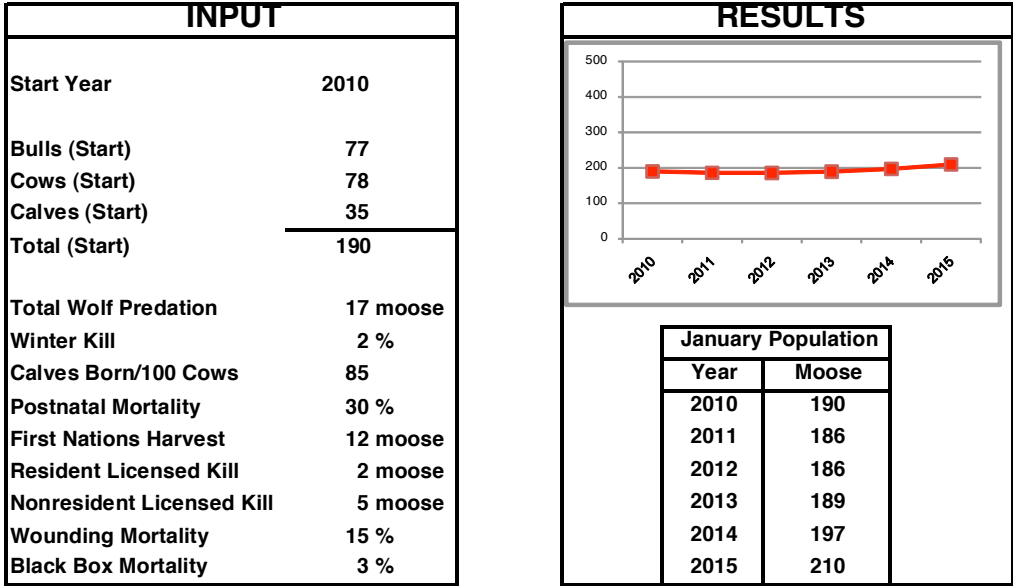 INPUT
Start Year 2010
Bulls (Start) 77
Cows (Start) 78
Calves (Start) 35
Total (Start) 190
Total Wolf Predation 17 moose
Winter Kill 2 %
Calves Born/100 Cows 85
Postnatal Mortality 30 %
First Nations Harvest 12 moose
Resident Licensed Kill 2 moose
Nonresident Licensed Kill 5 moose
Wounding Mortality 15 %
Black Box Mortality 3 %
RESULTS
500
400
300
200
100
0
2010 2011 2012 2013 2014 2015
January Population
Year Moose
2010 190
2011 186
2012 186
2013 189
2014 197
2015 210